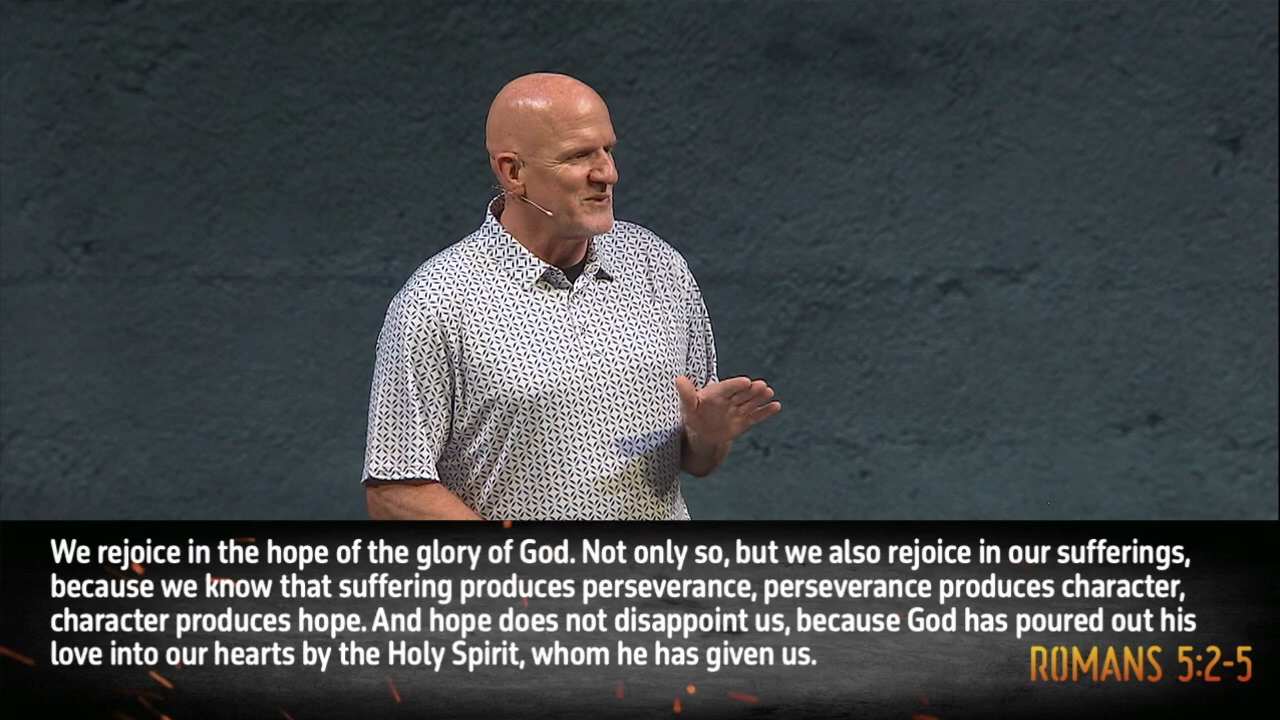 We rejoice in the hope of the glory of God. Not only so, but we also rejoice in our sufferings,
because we know that suffering produces perseverance, perseverance produces character,
character produces hope. And hope does not disappoint us, because God has poured out his
love into our hearts by the Holy Spirit, whom he has given us.
ROMANS 5:2-5